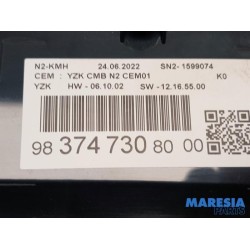 N2-KMH 24.06.2022 SN2- 1599074
CEM : YZK CMB N2 CEM01 K0
YZK HW - 06.10.02 SW - 12.16.55.00
98 374 730 80 00
MARESIA
PARTS